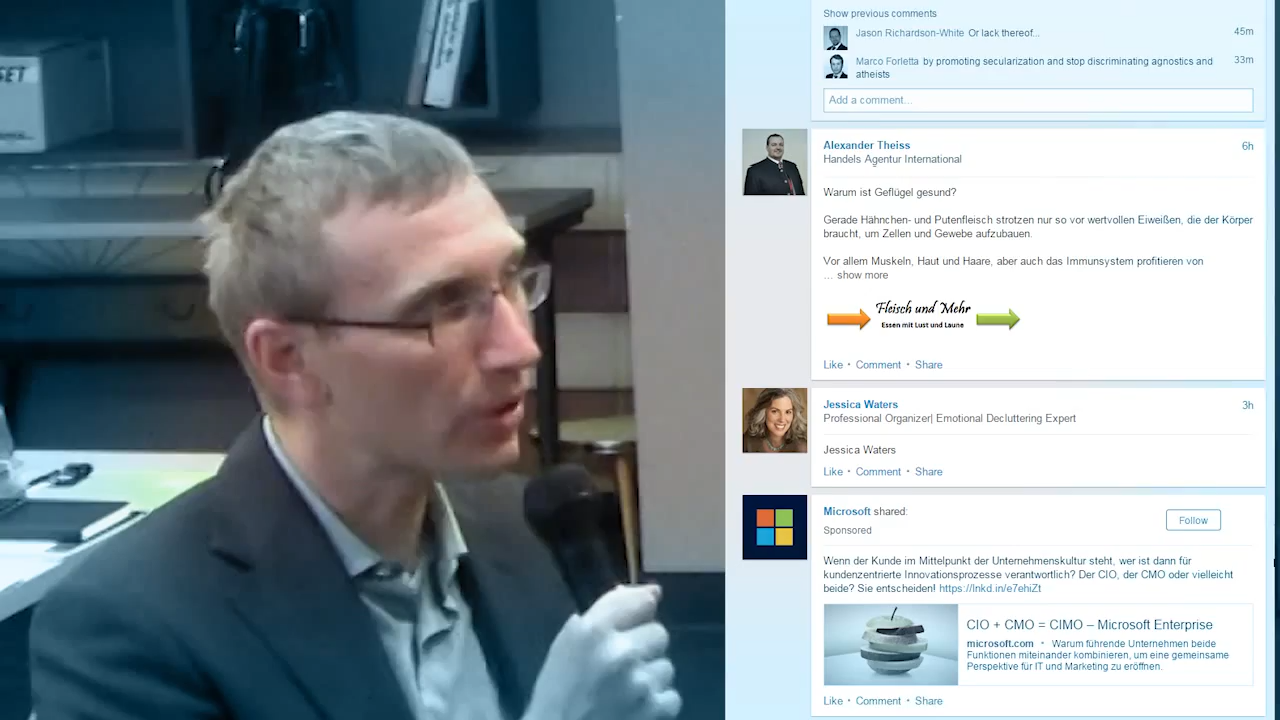 SET
Show previous comments
Jason Richardson-White Or lack thereof... 45m
Marco Forletta by promoting secularization and stop discriminating agnostics and 33m
atheists
Add a comment...
Alexander Theiss 6h
Handels Agentur International
Warum ist Geflügel gesund?
Gerade Hähnchen- und Putenfleisch strotzen nur so vor wertvollen Eiweißen, die der Körper
braucht, um Zellen und Gewebe aufzubauen.
Vor allem Muskeln, Haut und Haare, aber auch das Immunsystem profitieren von
... show more
Fleisch und Mehr
Essen mit Lust und Laune
Like • Comment • Share
Jessica Waters 3h
Professional Organizer| Emotional Decluttering Expert
Jessica Waters
Like • Comment • Share
Microsoft shared:
Follow
Sponsored
Wenn der Kunde im Mittelpunkt der Unternehmenskultur steht, wer ist dann für
kundenzentrierte Innovationsprozesse verantwortlich? Der CIO, der CMO oder vielleicht
beide? Sie entscheiden! https://lnkd.in/e7ehiZt
CIO + CMO = CIMO – Microsoft Enterprise
microsoft.com • Warum führende Unternehmen beide
Funktionen miteinander kombinieren, um eine gemeinsame
Perspektive für IT und Marketing zu eröffnen.
Like • Comment • Share